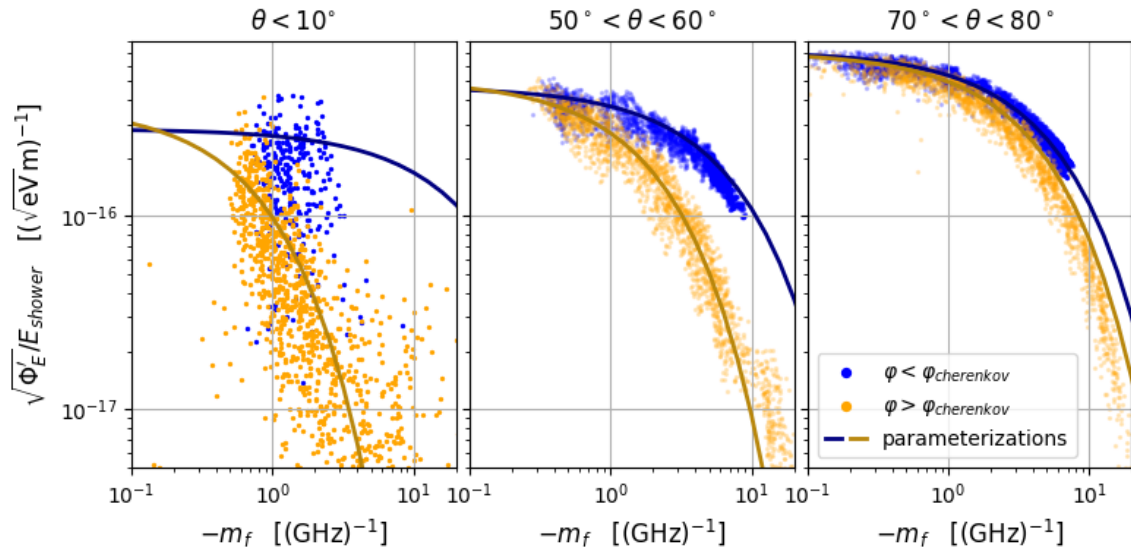 θ < 10° 50° < θ < 60° 70° < θ < 80°
√Φ′_E/E_shower [(√eV m)⁻¹]
10⁻¹⁶
10⁻¹⁷
φ < φ_cherenkov
φ > φ_cherenkov
parameterizations
10⁻¹ 10⁰ 10¹ 10⁻¹ 10⁰ 10¹ 10⁻¹ 10⁰ 10¹
−m_f [(GHz)⁻¹] −m_f [(GHz)⁻¹] −m_f [(GHz)⁻¹]